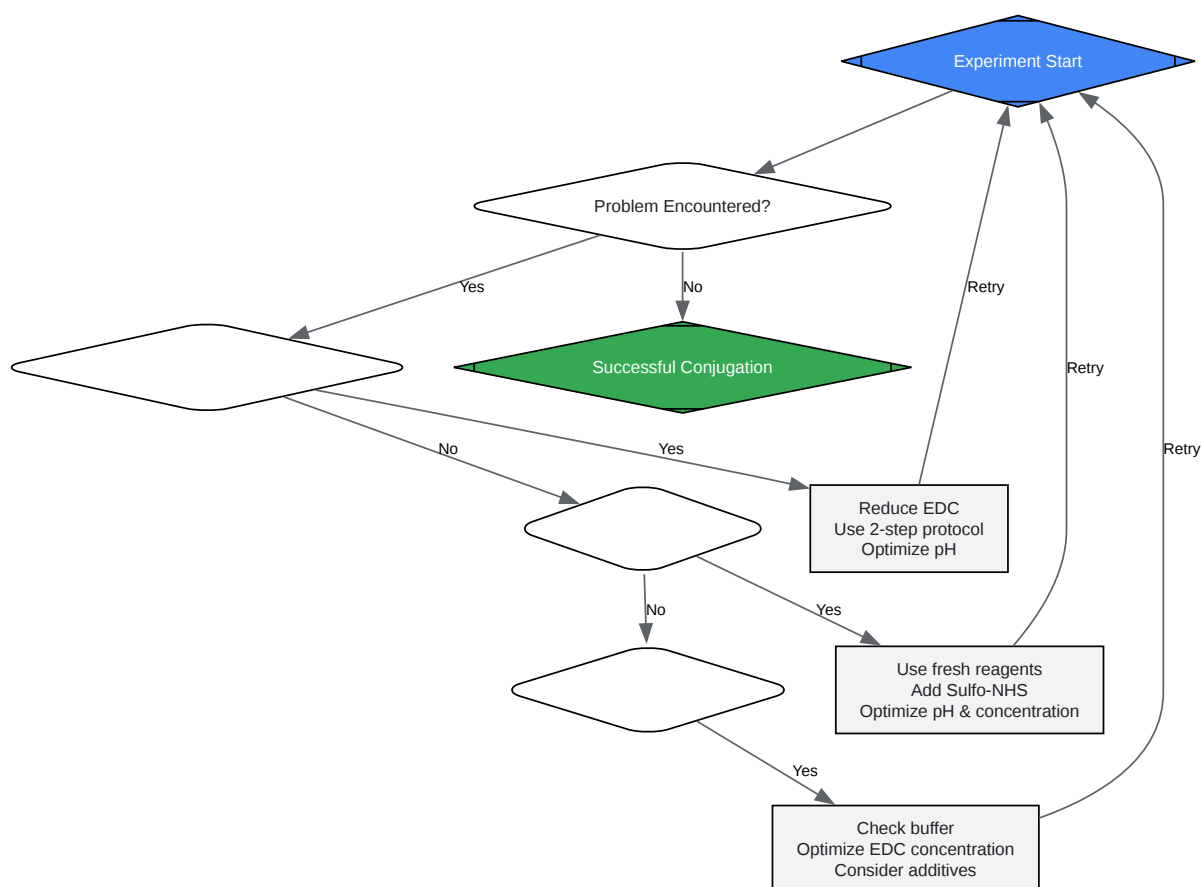 Experiment Start
Problem Encountered?
Yes
No
Retry
Successful Conjugation
Retry
No
Yes
Retry
Reduce EDC
Use 2-step protocol
Optimize pH
No
Yes
Use fresh reagents
Add Sulfo-NHS
Optimize pH & concentration
Yes
Check buffer
Optimize EDC concentration
Consider additives